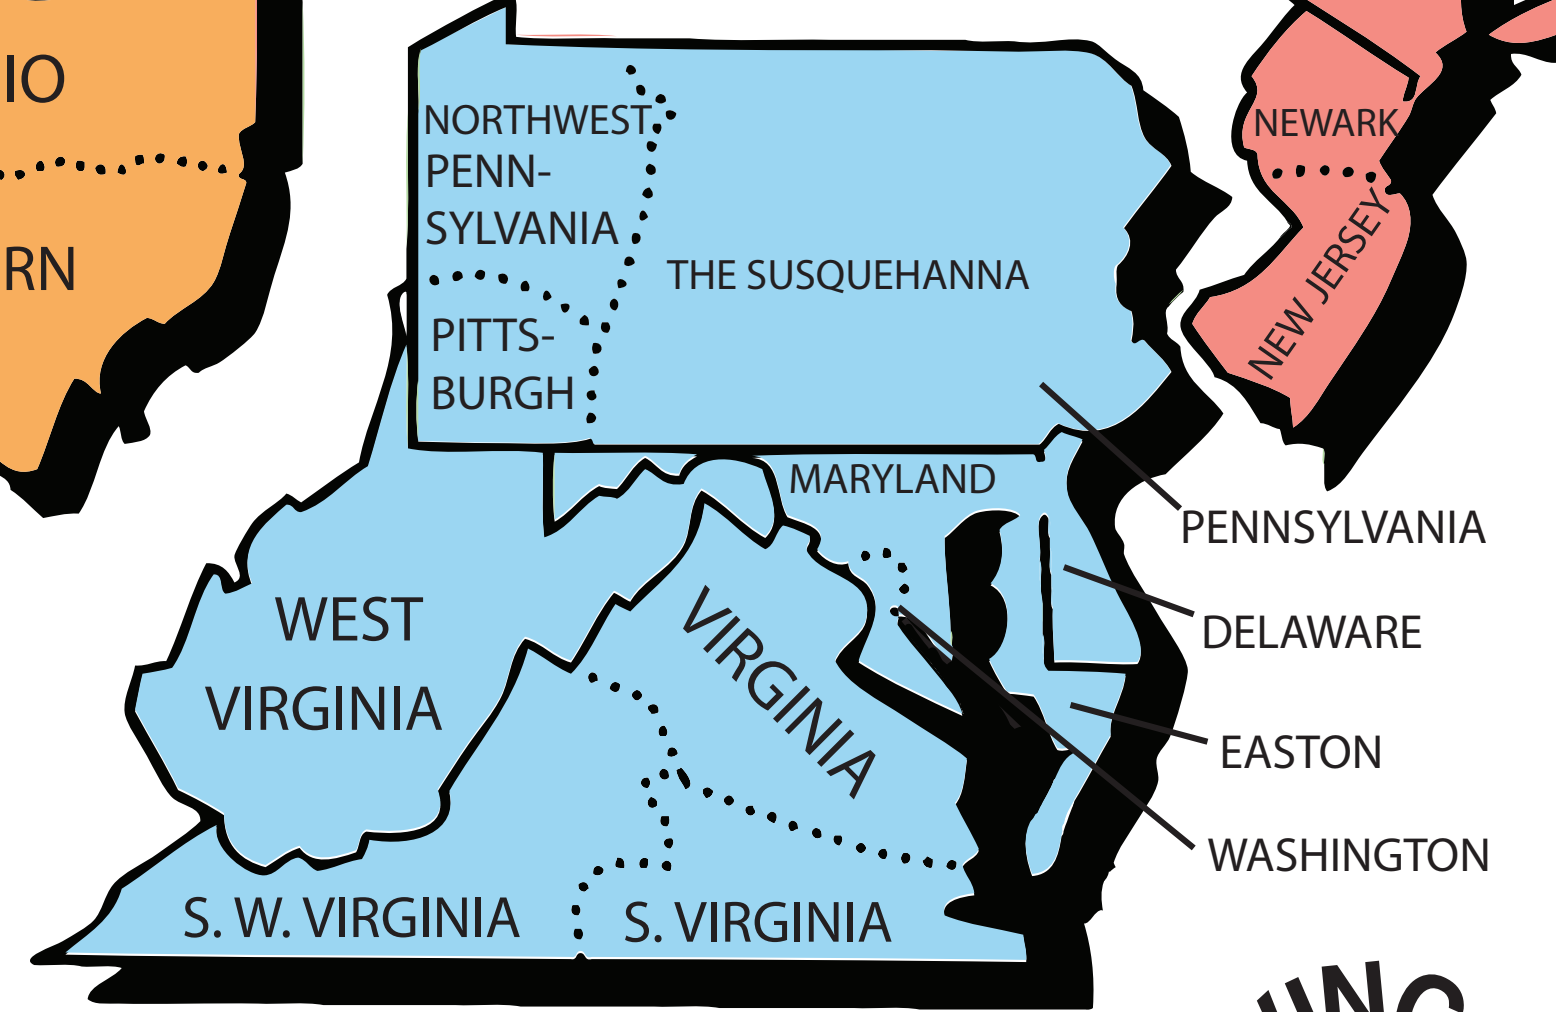 IO
RN
NORTHWEST
PENN-
SYLVANIA
THE SUSQUEHANNA
PITTS-
BURGH
NEWARK
NEW JERSEY
MARYLAND
PENNSYLVANIA
DELAWARE
EASTON
WASHINGTON
WEST
VIRGINIA
VIRGINIA
S. W. VIRGINIA
S. VIRGINIA